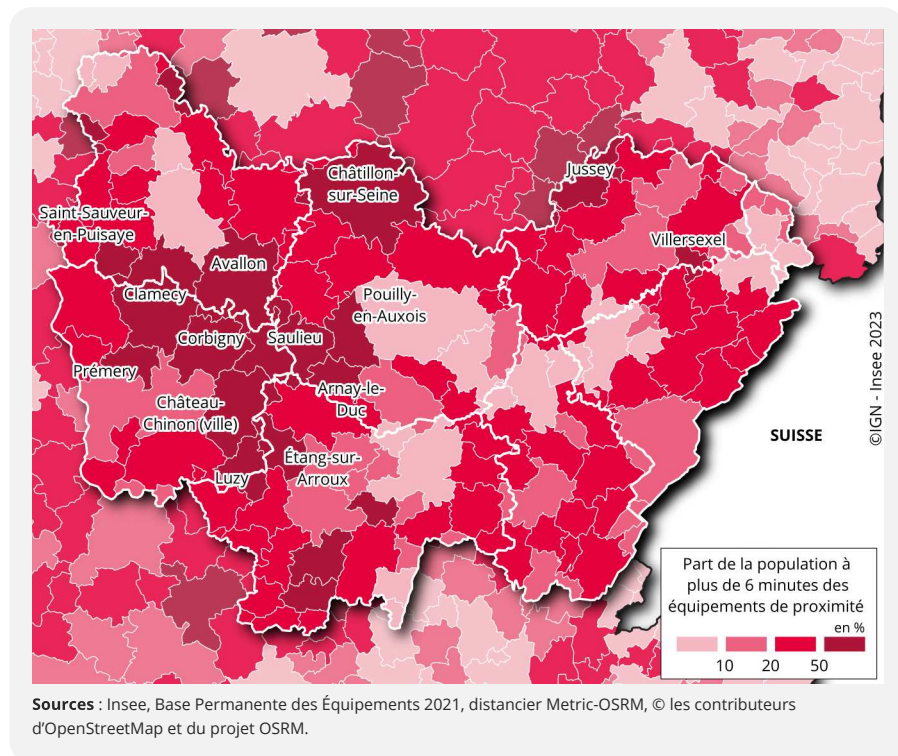 Châtillon-
sur-Seine
Jussey
Saint-Sauveur-
en-Puisaye
Villersexel
Avallon
Clamecy
Pouilly-
en-Auxois
Corbigny
Saulieu
Prémery
Château-
Chinon (ville)
Arnay-le-
Duc
Étang-sur-
Arroux
Luzy
SUISSE
©IGN - Insee 2023
Part de la population à
plus de 6 minutes des
équipements de proximité
en %
10 20 50
Sources : Insee, Base Permanente des Équipements 2021, distancier Metric-OSRM, © les contributeurs
d’OpenStreetMap et du projet OSRM.